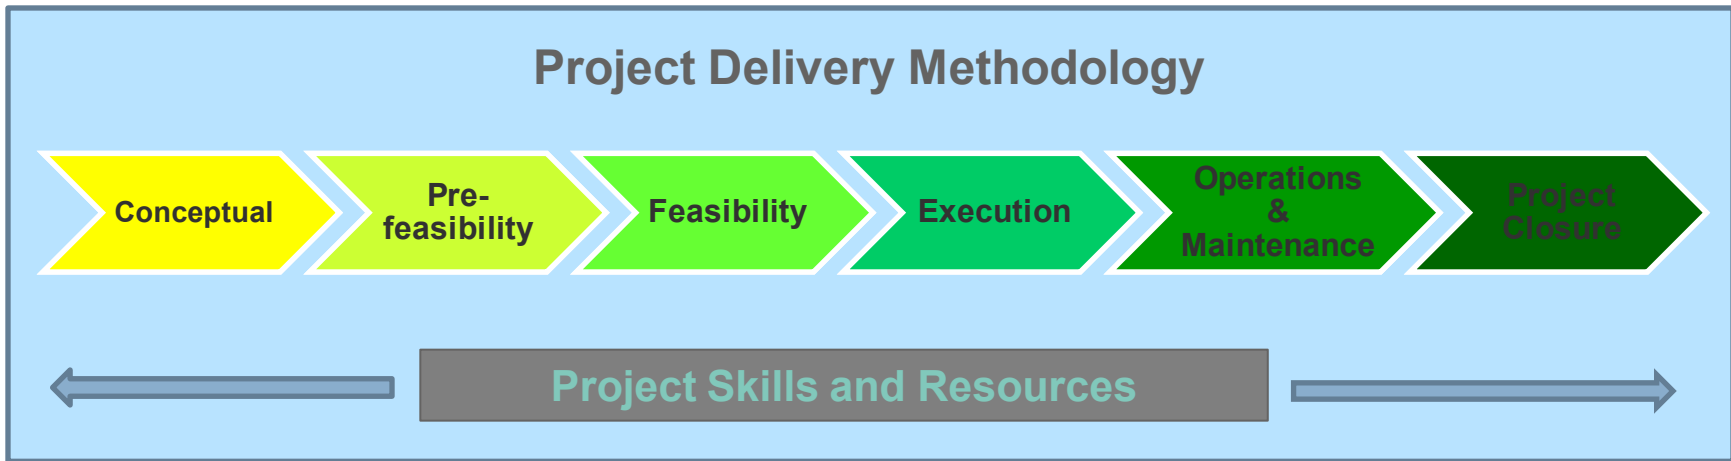 Project Delivery Methodology
Conceptual
Pre-
feasibility
Feasibility
Execution
Operations
&
Maintenance
Project
Closure
Project Skills and Resources